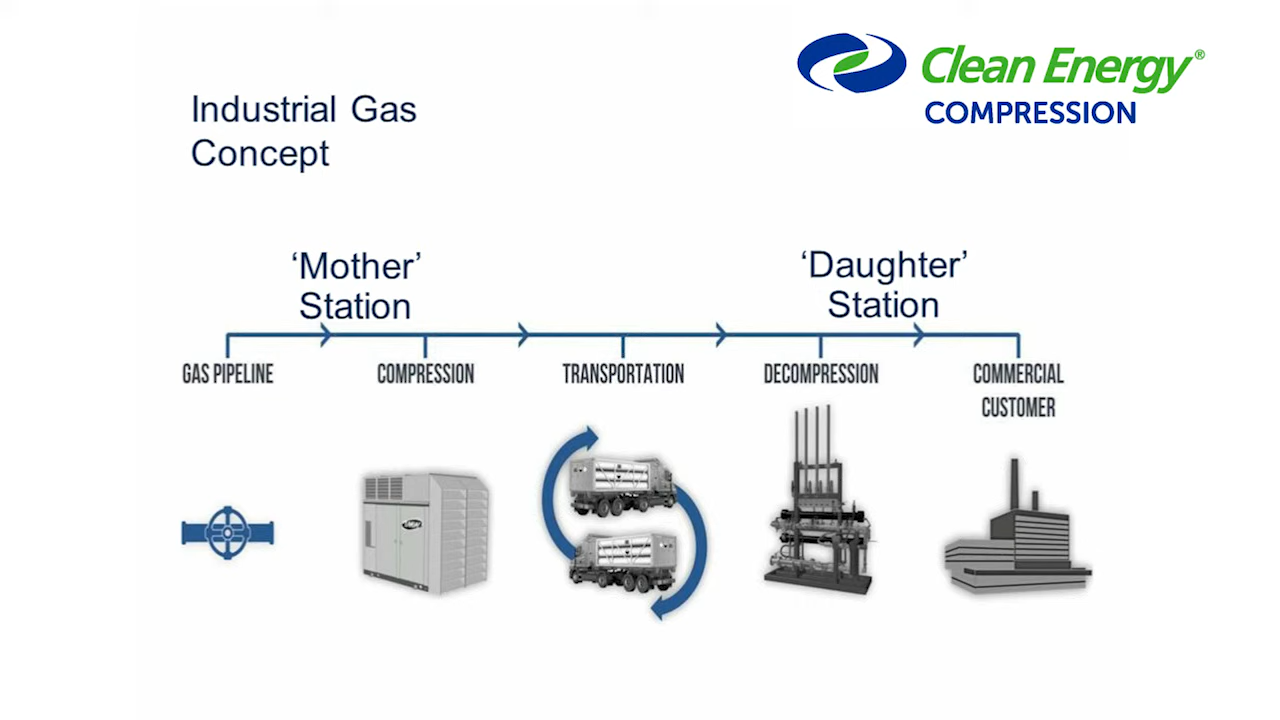 Clean Energy®
COMPRESSION
Industrial Gas
Concept
‘Mother’
Station
‘Daughter’
Station
GAS PIPELINE
COMPRESSION
TRANSPORTATION
DECOMPRESSION
COMMERCIAL
CUSTOMER